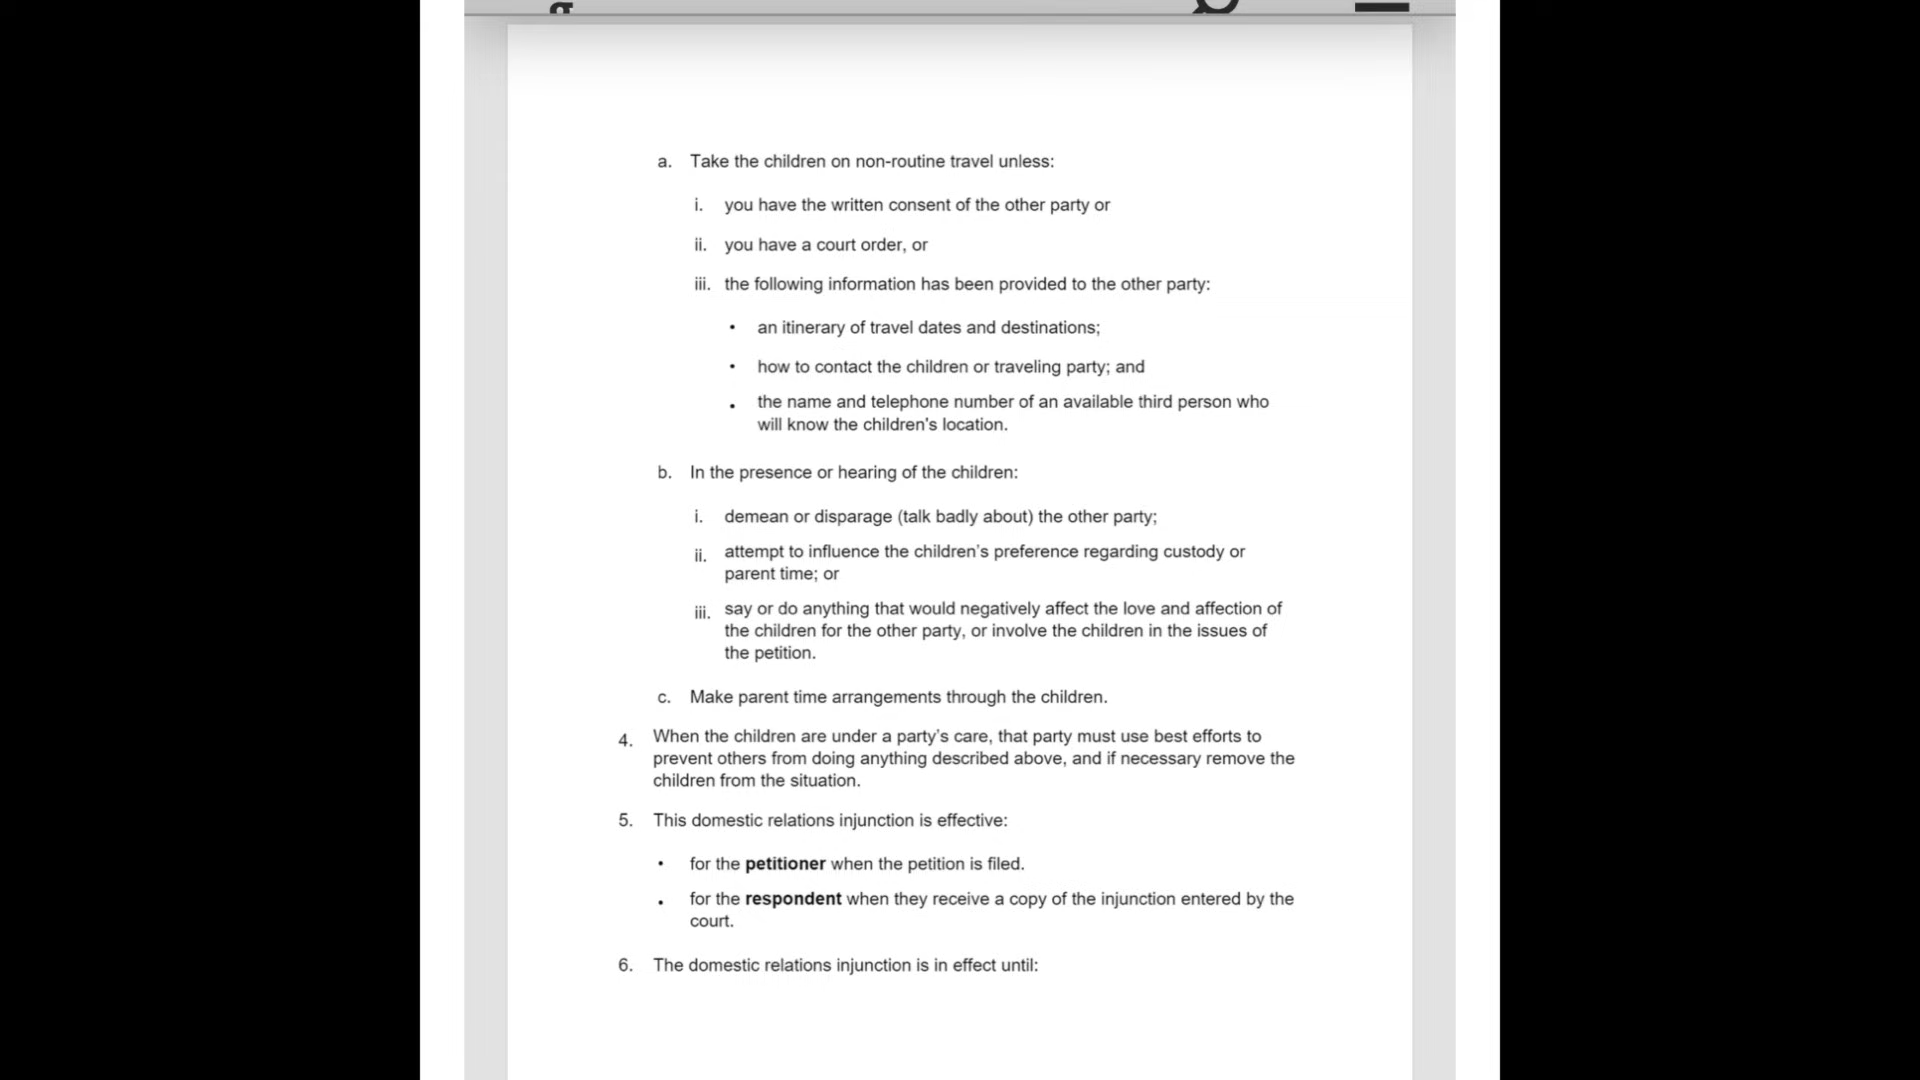 a. Take the children on non-routine travel unless:
i. you have the written consent of the other party or
ii. you have a court order, or
iii. the following information has been provided to the other party:
• an itinerary of travel dates and destinations;
• how to contact the children or traveling party; and
• the name and telephone number of an available third person who
will know the children's location.
b. In the presence or hearing of the children:
i. demean or disparage (talk badly about) the other party;
ii. attempt to influence the children’s preference regarding custody or
parent time; or
iii. say or do anything that would negatively affect the love and affection of
the children for the other party, or involve the children in the issues of
the petition.
c. Make parent time arrangements through the children.
4. When the children are under a party’s care, that party must use best efforts to
prevent others from doing anything described above, and if necessary remove the
children from the situation.
5. This domestic relations injunction is effective:
• for the petitioner when the petition is filed.
• for the respondent when they receive a copy of the injunction entered by the
court.
6. The domestic relations injunction is in effect until: